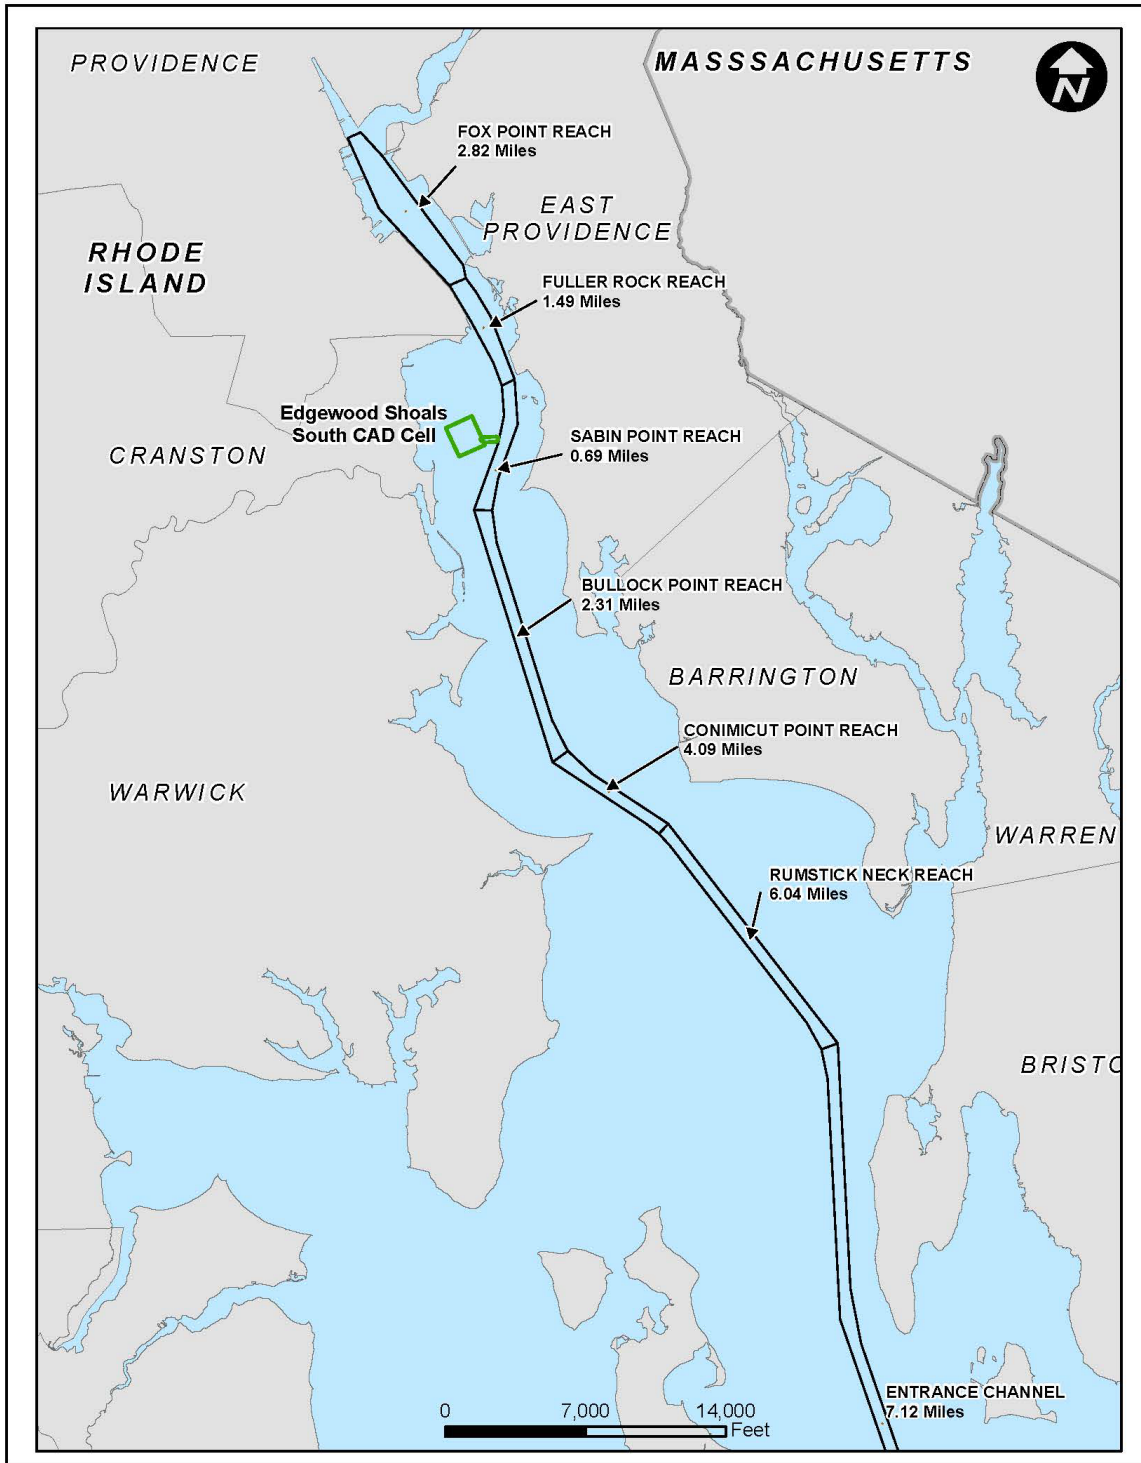 PROVIDENCE
MASSSACHUSETTS
N
FOX POINT REACH
2.82 Miles
EAST
PROVIDENCE
RHODE
ISLAND
FULLER ROCK REACH
1.49 Miles
Edgewood Shoals
South CAD Cell
CRANSTON
SABIN POINT REACH
0.69 Miles
BULLOCK POINT REACH
2.31 Miles
BARRINGTON
CONIMICUT POINT REACH
4.09 Miles
WARWICK
WARREN
RUMSTICK NECK REACH
6.04 Miles
BRISTO
ENTRANCE CHANNEL
7.12 Miles
0 7,000 14,000
Feet